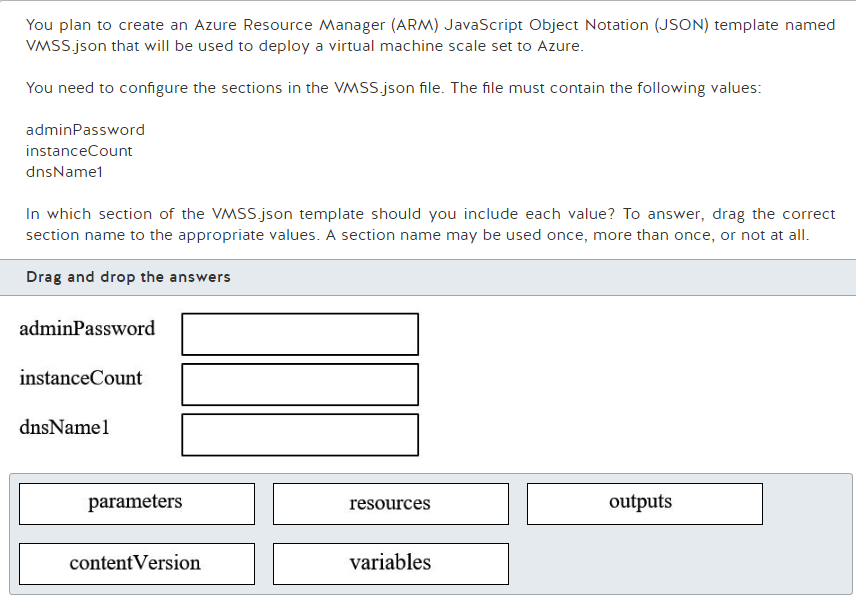 You plan to create an Azure Resource Manager (ARM) JavaScript Object Notation (JSON) template named
VMSS.json that will be used to deploy a virtual machine scale set to Azure.
You need to configure the sections in the VMSS.json file. The file must contain the following values:
adminPassword
instanceCount
dnsName1
In which section of the VMSS.json template should you include each value? To answer, drag the correct
section name to the appropriate values. A section name may be used once, more than once, or not at all.
Drag and drop the answers
adminPassword
instanceCount
dnsName1
parameters
resources
outputs
contentVersion
variables